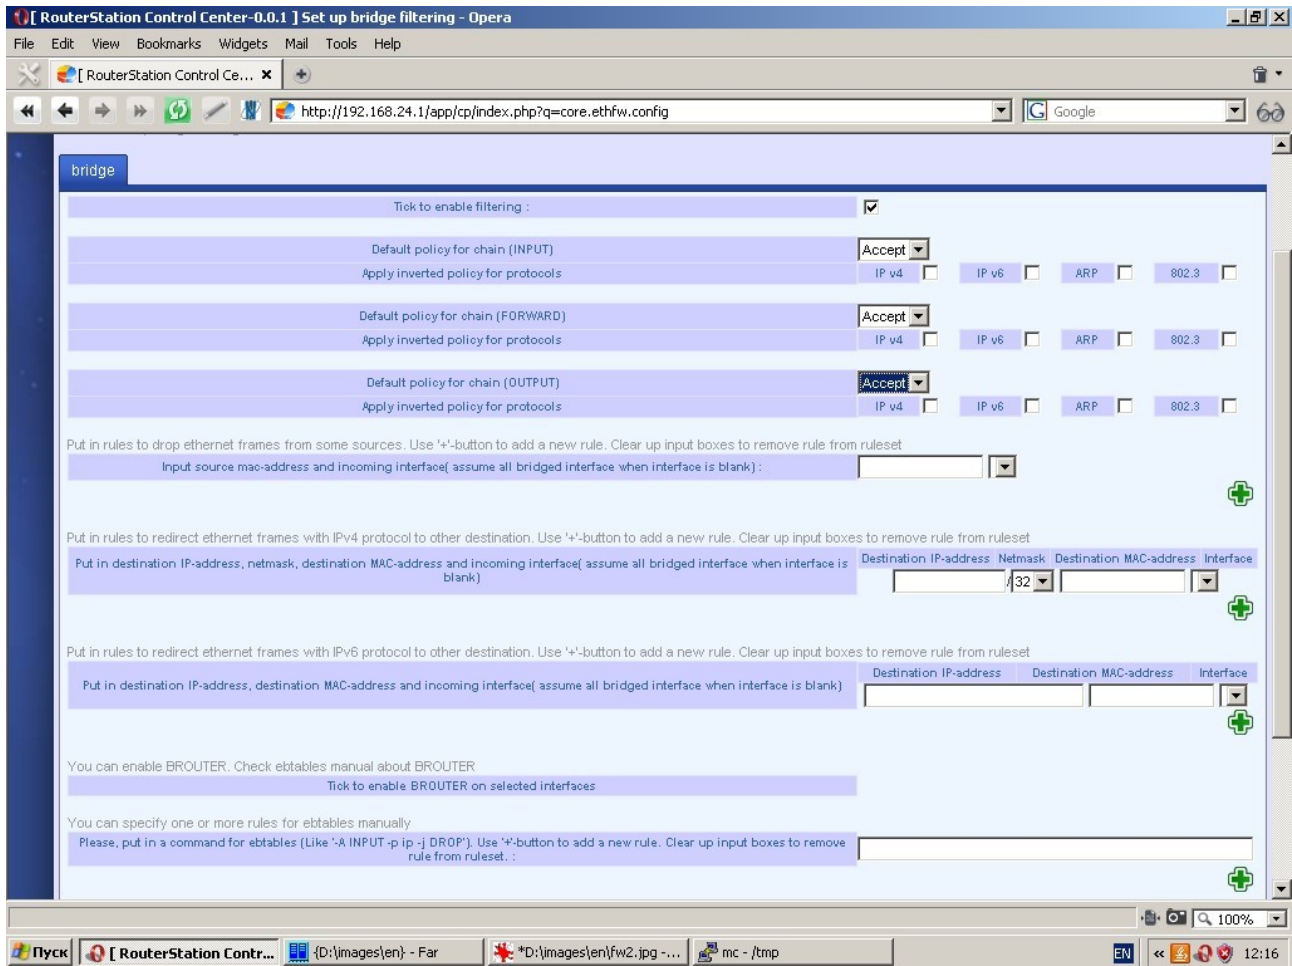 [ RouterStation Control Center-0.0.1 ] Set up bridge filtering - Opera
File Edit View Bookmarks Widgets Mail Tools Help
[ RouterStation Control Ce...
http://192.168.24.1/app/cp/index.php?q=core.ethfw.config Google
bridge
Tick to enable filtering :
Default policy for chain (INPUT) Accept
Apply inverted policy for protocols IP v4 IP v6 ARP 802.3
Default policy for chain (FORWARD) Accept
Apply inverted policy for protocols IP v4 IP v6 ARP 802.3
Default policy for chain (OUTPUT) Accept
Apply inverted policy for protocols IP v4 IP v6 ARP 802.3
Put in rules to drop ethernet frames from some sources. Use '+'-button to add a new rule. Clear up input boxes to remove rule from ruleset
Input source mac-address and incoming interface( assume all bridged interface when interface is blank) :
Put in rules to redirect ethernet frames with IPv4 protocol to other destination. Use '+'-button to add a new rule. Clear up input boxes to remove rule from ruleset
Put in destination IP-address, netmask, destination MAC-address and incoming interface( assume all bridged interface when interface is
blank)
Destination IP-address Netmask Destination MAC-address Interface
/ 32
Put in rules to redirect ethernet frames with IPv6 protocol to other destination. Use '+'-button to add a new rule. Clear up input boxes to remove rule from ruleset
Put in destination IP-address, destination MAC-address and incoming interface( assume all bridged interface when interface is blank)
Destination IP-address Destination MAC-address Interface
You can enable BROUTER. Check ebtables manual about BROUTER
Tick to enable BROUTER on selected interfaces
You can specify one or more rules for ebtables manually
Please, put in a command for ebtables (Like '-A INPUT -p ip -j DROP'). Use '+'-button to add a new rule. Clear up input boxes to remove
rule from ruleset. :
100%
Пуск [ RouterStation Contr... {D:\images\en} - Far *D:\images\en\fw2.jpg -... mc - /tmp EN « 12:16